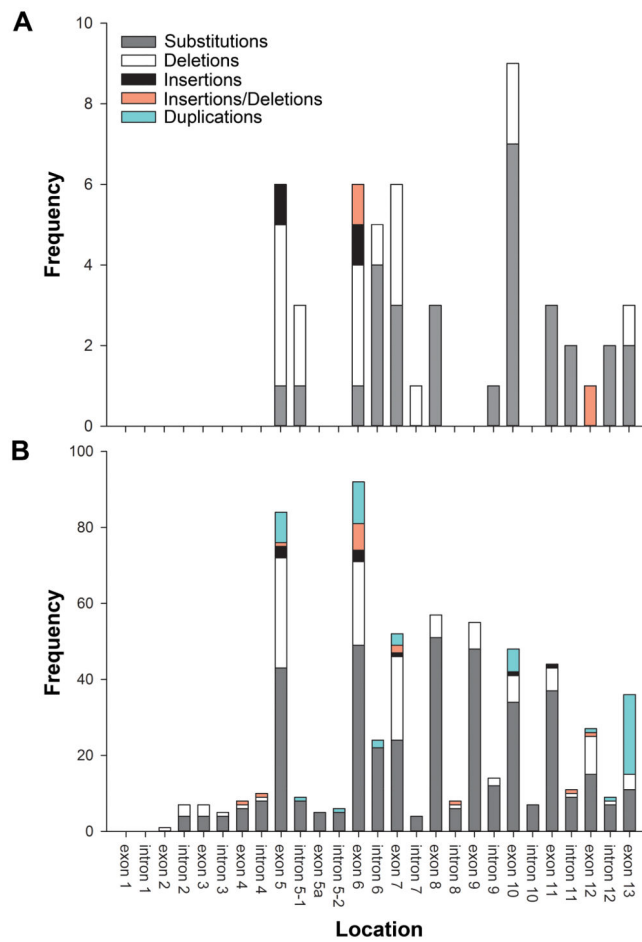 A
10
8
6
4
2
0
Frequency
Substitutions
Deletions
Insertions
Insertions/Deletions
Duplications
B
100
80
60
40
20
0
Frequency
exon 1
intron 1
exon 2
intron 2
exon 3
intron 3
exon 4
intron 4
exon 5
intron 5-1
exon 5a
intron 5-2
exon 6
intron 6
exon 7
intron 7
exon 8
intron 8
exon 9
intron 9
exon 10
intron 10
exon 11
intron 11
exon 12
intron 12
exon 13
Location